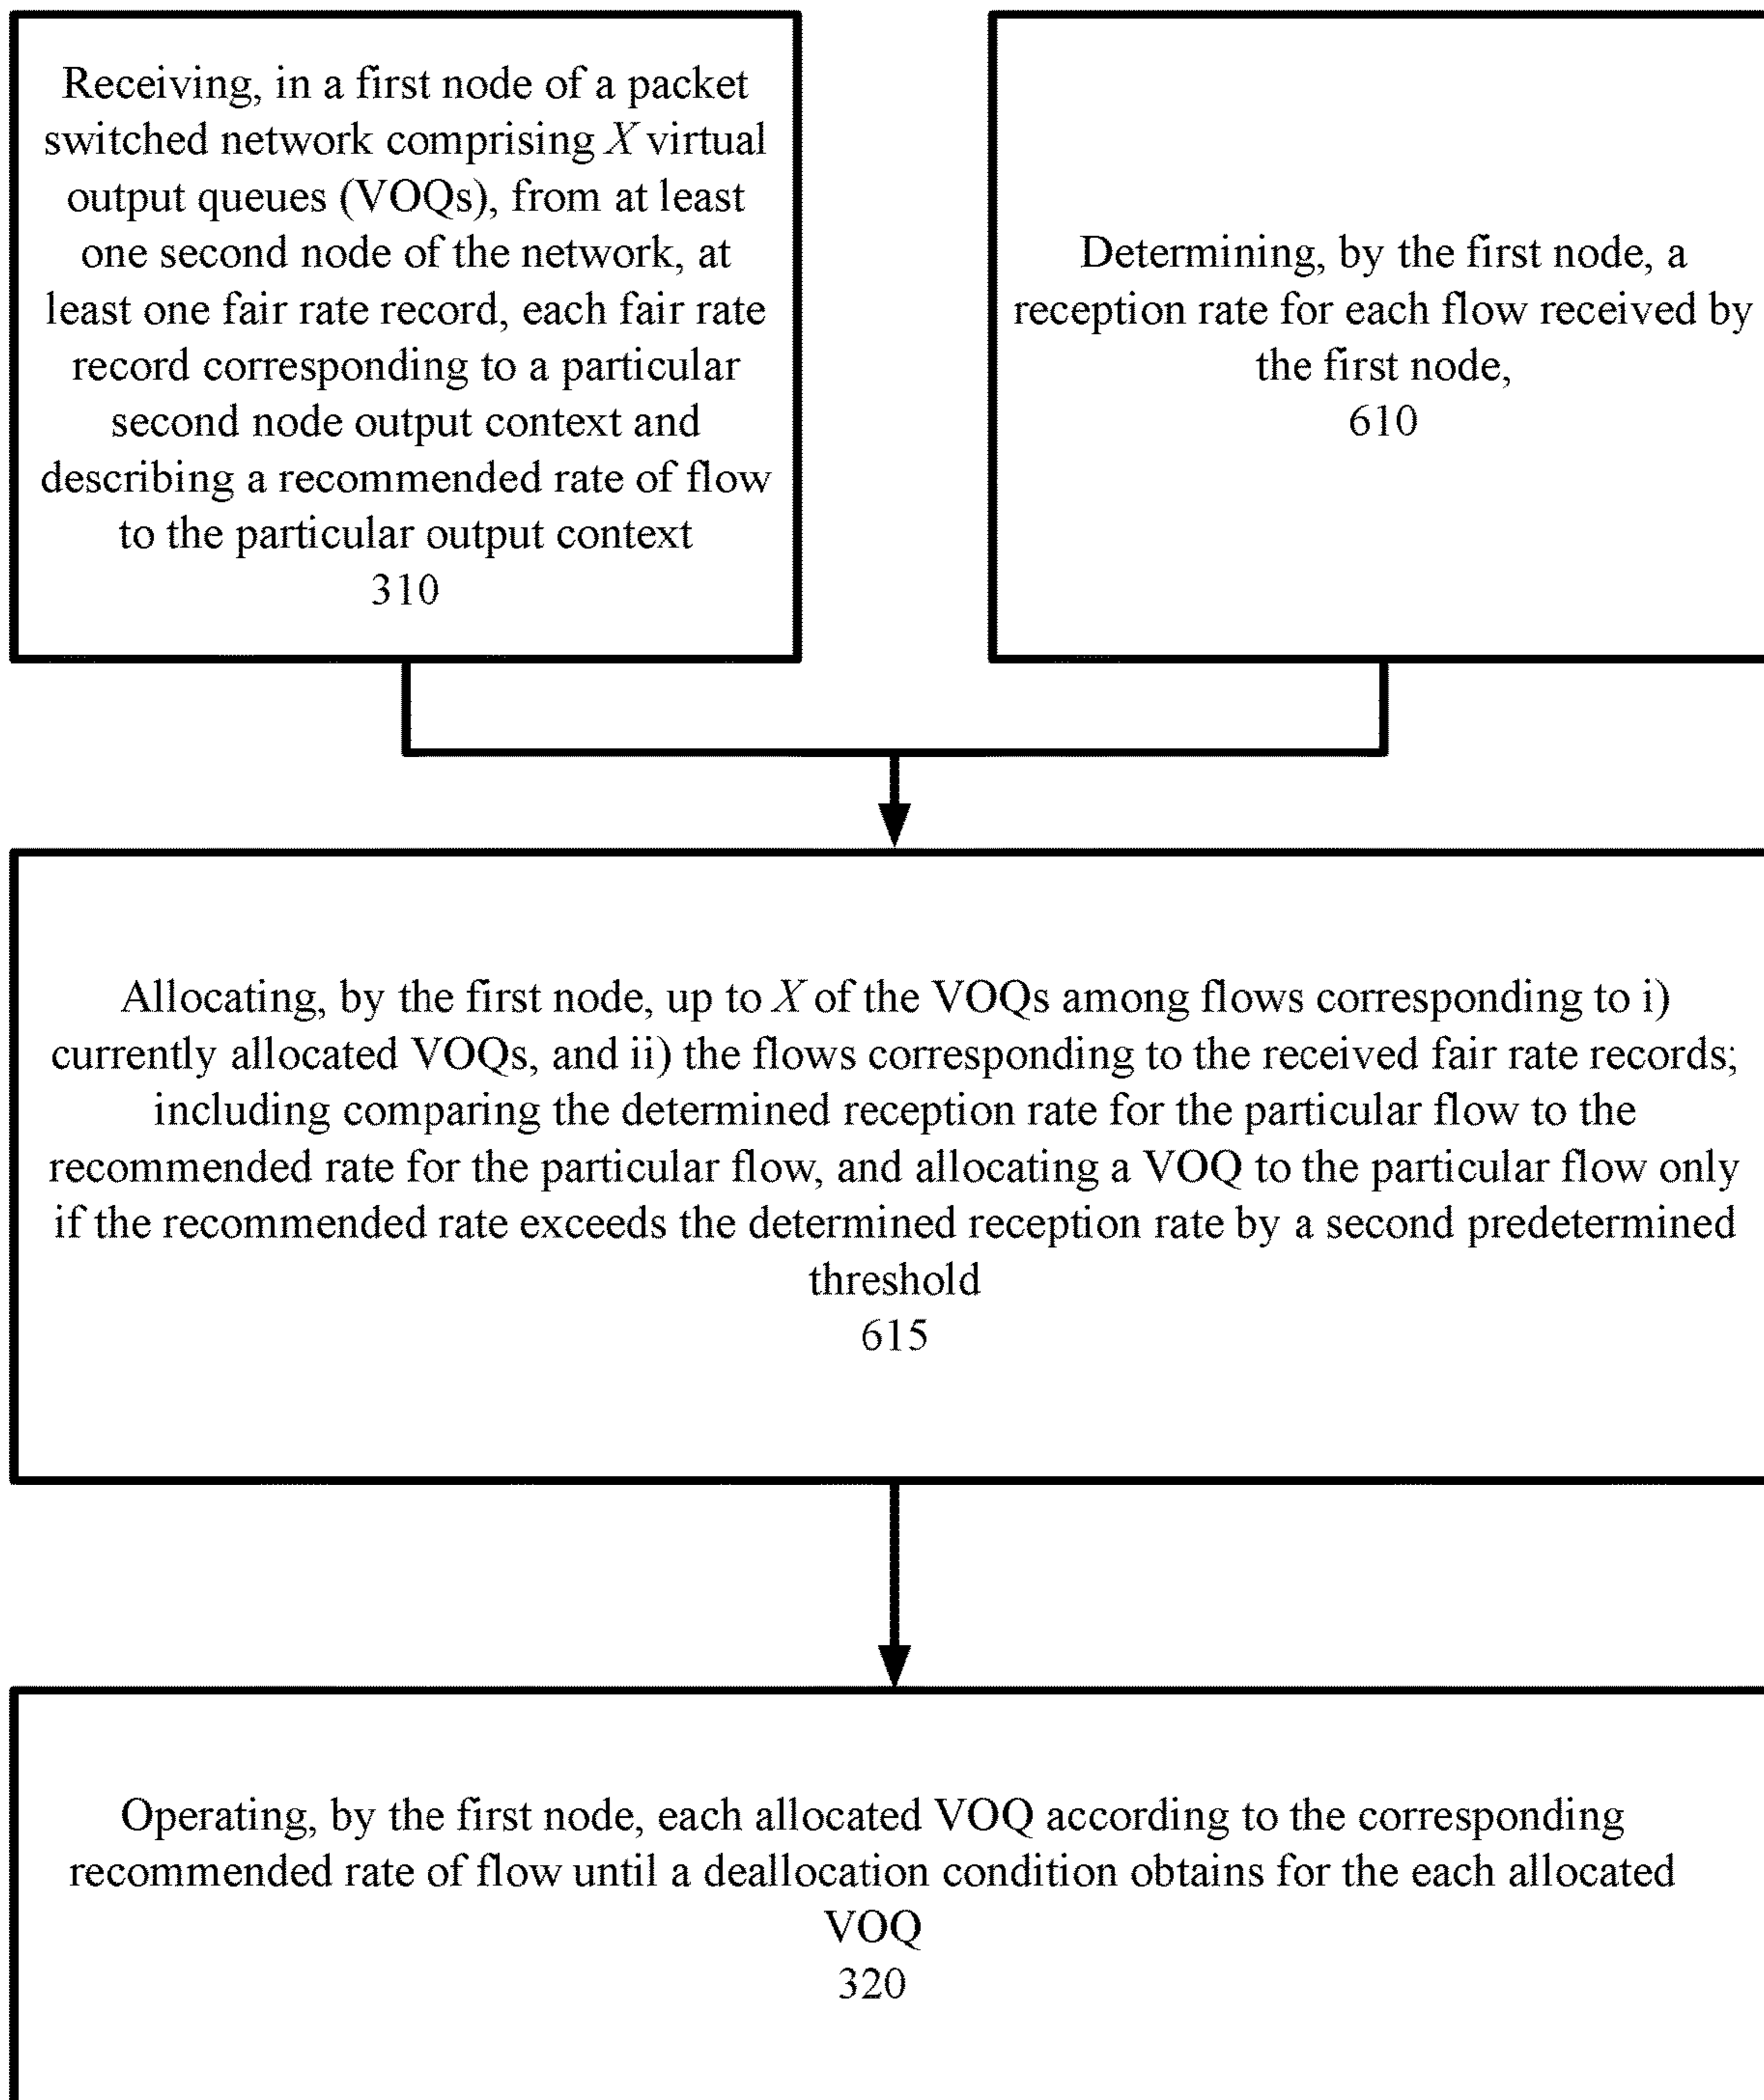 Receiving, in a first node of a packet
switched network comprising X virtual
output queues (VOQs), from at least
one second node of the network, at
least one fair rate record, each fair rate
record corresponding to a particular
second node output context and
describing a recommended rate of flow
to the particular output context
310
Determining, by the first node, a
reception rate for each flow received by
the first node,
610
Allocating, by the first node, up to X of the VOQs among flows corresponding to i)
currently allocated VOQs, and ii) the flows corresponding to the received fair rate records;
including comparing the determined reception rate for the particular flow to the
recommended rate for the particular flow, and allocating a VOQ to the particular flow only
if the recommended rate exceeds the determined reception rate by a second predetermined
threshold
615
Operating, by the first node, each allocated VOQ according to the corresponding
recommended rate of flow until a deallocation condition obtains for the each allocated
VOQ
320